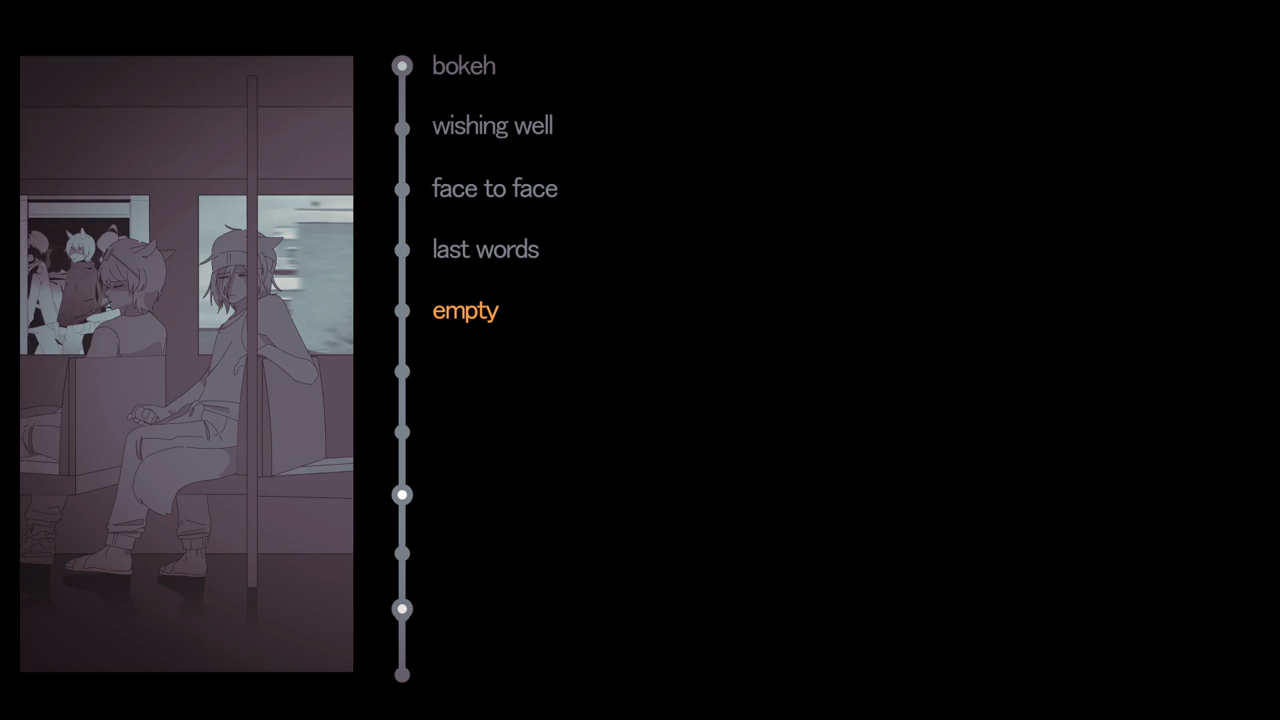 bokeh
wishing well
face to face
last words
empty